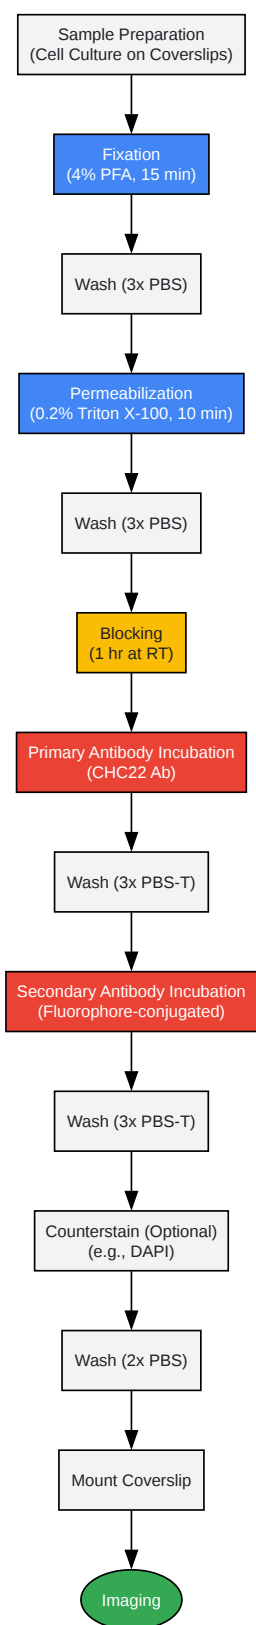 Sample Preparation
(Cell Culture on Coverslips)
Fixation
(4% PFA, 15 min)
Wash (3x PBS)
Permeabilization
(0.2% Triton X-100, 10 min)
Wash (3x PBS)
Blocking
(1 hr at RT)
Primary Antibody Incubation
(CHC22 Ab)
Wash (3x PBS-T)
Secondary Antibody Incubation
(Fluorophore-conjugated)
Wash (3x PBS-T)
Counterstain (Optional)
(e.g., DAPI)
Wash (2x PBS)
Mount Coverslip
Imaging